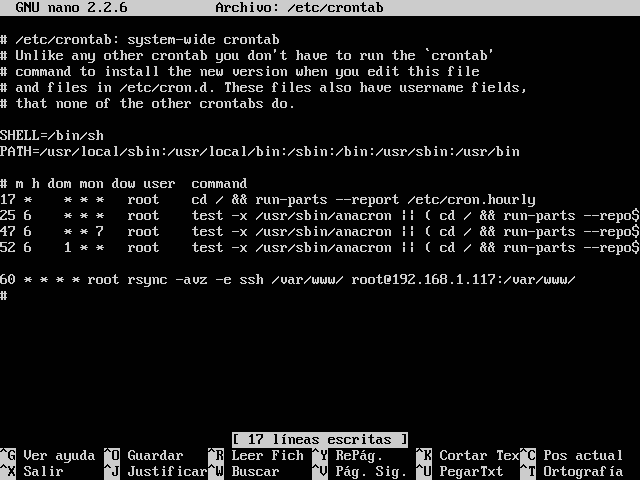 GNU nano 2.2.6 Archivo: /etc/crontab
# /etc/crontab: system-wide crontab
# Unlike any other crontab you don't have to run the `crontab'
# command to install the new version when you edit this file
# and files in /etc/cron.d. These files also have username fields,
# that none of the other crontabs do.
SHELL=/bin/sh
PATH=/usr/local/sbin:/usr/local/bin:/sbin:/bin:/usr/sbin:/usr/bin
# m h dom mon dow user command
17 * * * * root cd / && run-parts --report /etc/cron.hourly
25 6 * * * root test -x /usr/sbin/anacron || ( cd / && run-parts --repo$
47 6 * * 7 root test -x /usr/sbin/anacron || ( cd / && run-parts --repo$
52 6 1 * * root test -x /usr/sbin/anacron || ( cd / && run-parts --repo$
60 * * * * root rsync -avz -e ssh /var/www/ root@192.168.1.117:/var/www/
#
[ 17 líneas escritas ]
^G Ver ayuda ^O Guardar ^R Leer Fich ^Y RePág. ^K Cortar Tex ^C Pos actual
^X Salir ^J Justificar ^W Buscar ^V Pág. Sig. ^U PegarTxt ^T Ortografía